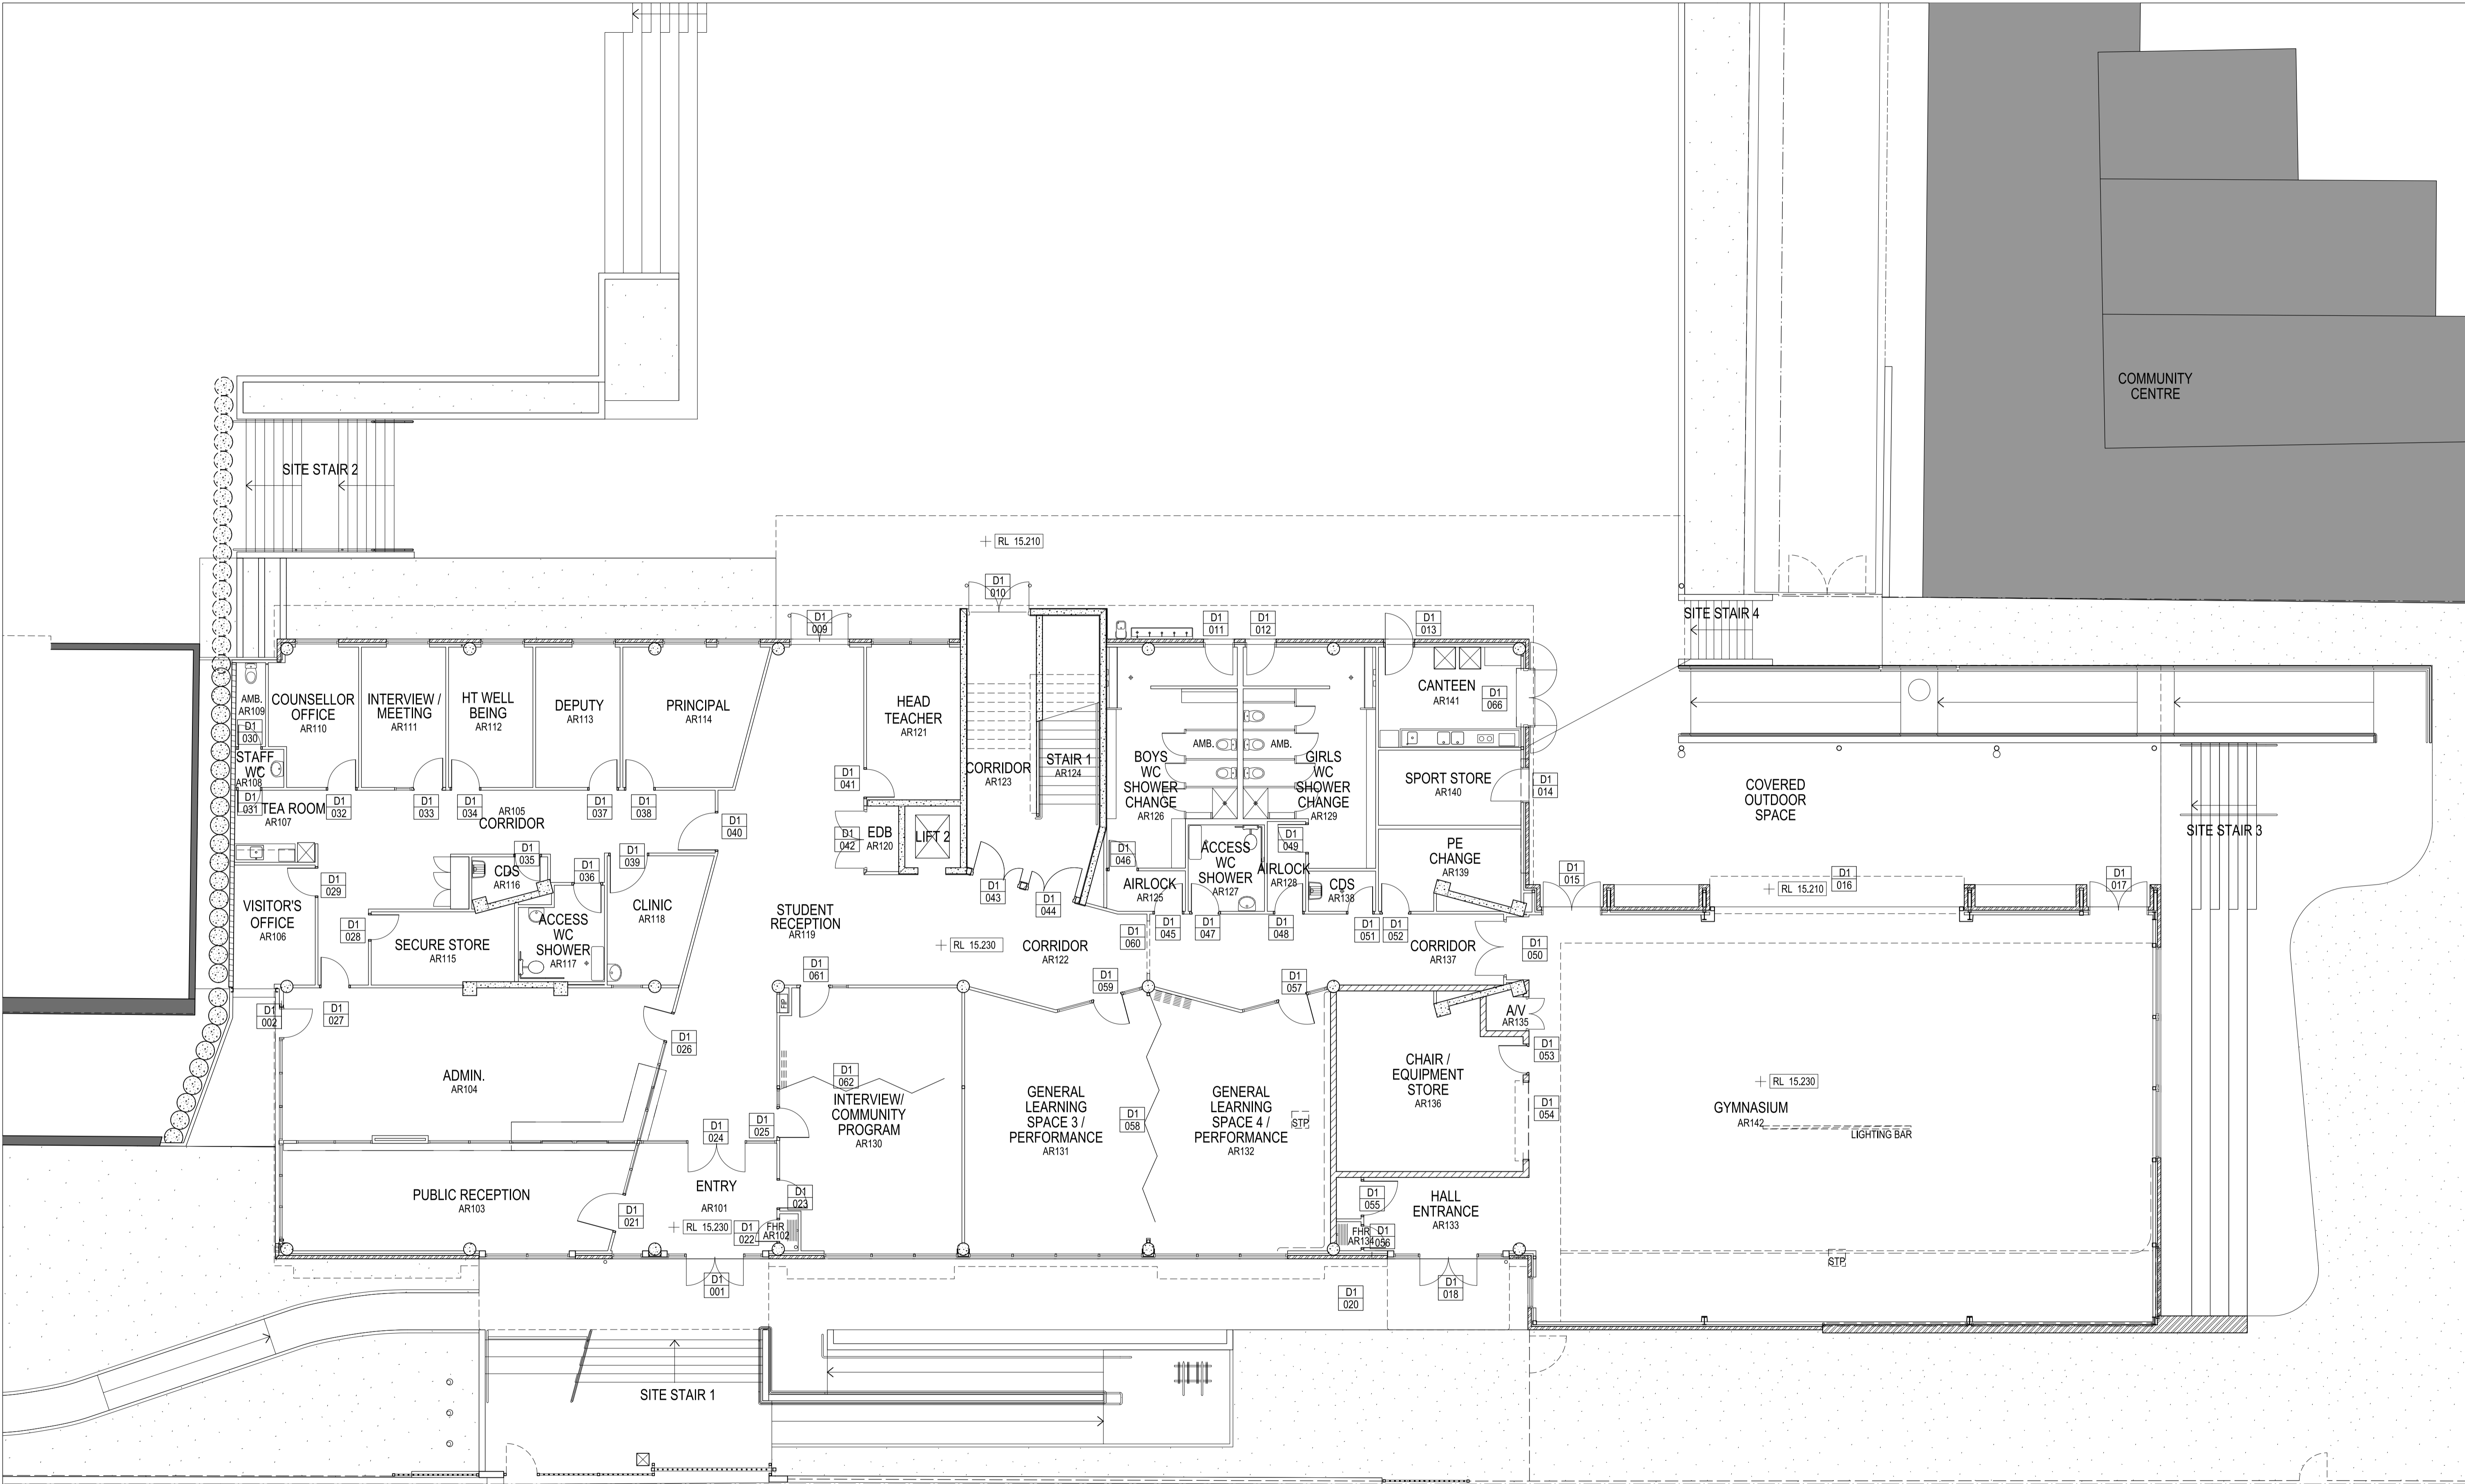 COMMUNITY
CENTRE
SITE STAIR 2
RL 15.210
D1
010
SITE STAIR 4
D1
009
D1
011
D1
012
D1
013
AMB.
AR109
D1
030
COUNSELLOR
OFFICE
AR110
INTERVIEW /
MEETING
AR111
HT WELL
BEING
AR112
DEPUTY
AR113
PRINCIPAL
AR114
HEAD
TEACHER
AR121
CORRIDOR
AR123
STAIR 1
AR124
BOYS
WC
SHOWER
CHANGE
AR126
AMB.
AMB.
GIRLS
WC
SHOWER
CHANGE
AR129
CANTEEN
AR141
D1
066
SPORT STORE
AR140
D1
014
COVERED
OUTDOOR
SPACE
SITE STAIR 3
STAFF
WC
AR108
D1
031
TEA ROOM
AR107
D1
032
D1
033
D1
034
AR105
CORRIDOR
D1
037
D1
038
D1
040
D1
041
D1
042
EDB
AR120
LIFT 2
D1
035
CDS
AR116
D1
036
D1
039
D1
029
VISITOR'S
OFFICE
AR106
D1
028
SECURE STORE
AR115
ACCESS
WC
SHOWER
AR117
CLINIC
AR118
STUDENT
RECEPTION
AR119
D1
043
D1
044
RL 15.230
CORRIDOR
AR122
D1
060
D1
046
AIRLOCK
AR125
D1
045
ACCESS
WC
SHOWER
AR127
D1
047
D1
049
AIRLOCK
AR128
D1
048
CDS
AR138
D1
051
D1
052
PE
CHANGE
AR139
CORRIDOR
AR137
D1
050
D1
015
RL 15.210
D1
016
D1
017
D1
002
D1
027
D1
026
ADMIN.
AR104
D1
061
FIP
D1
059
D1
057
A/V
AR135
D1
053
D1
054
CHAIR /
EQUIPMENT
STORE
AR136
D1
062
INTERVIEW/
COMMUNITY
PROGRAM
AR130
D1
025
D1
024
GENERAL
LEARNING
SPACE 3 /
PERFORMANCE
AR131
D1
058
GENERAL
LEARNING
SPACE 4 /
PERFORMANCE
AR132
STP
RL 15.230
GYMNASIUM
AR142
LIGHTING BAR
PUBLIC RECEPTION
AR103
D1
021
ENTRY
AR101
RL 15.230
D1
022
D1
023
FHR
AR102
D1
055
HALL
ENTRANCE
AR133
FHR
AR134
D1
056
STP
D1
001
D1
020
D1
018
SITE STAIR 1